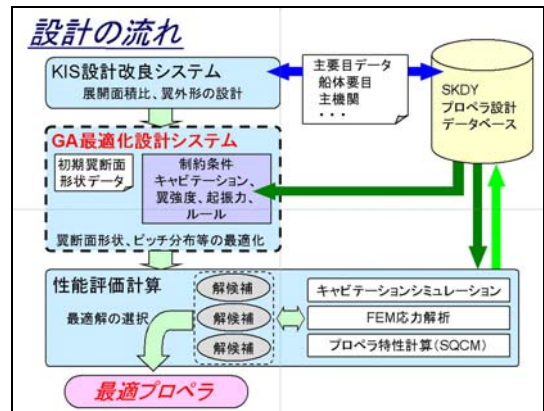 設計の流れ
KIS設計改良システム
展開面積比、翼外形の設計
主要目データ
船体要目
主機関
・・・
SKDY
プロペラ設計
データベース
GA最適化設計システム
初期翼断面
形状データ
制約条件
キャビテーション、
翼強度、起振力、
ルール
翼断面形状、ピッチ分布等の最適化
性能評価計算
最適解の選択
解候補
解候補
解候補
キャビテーションシミュレーション
FEM応力解析
プロペラ特性計算(SQCM)
最適プロペラ